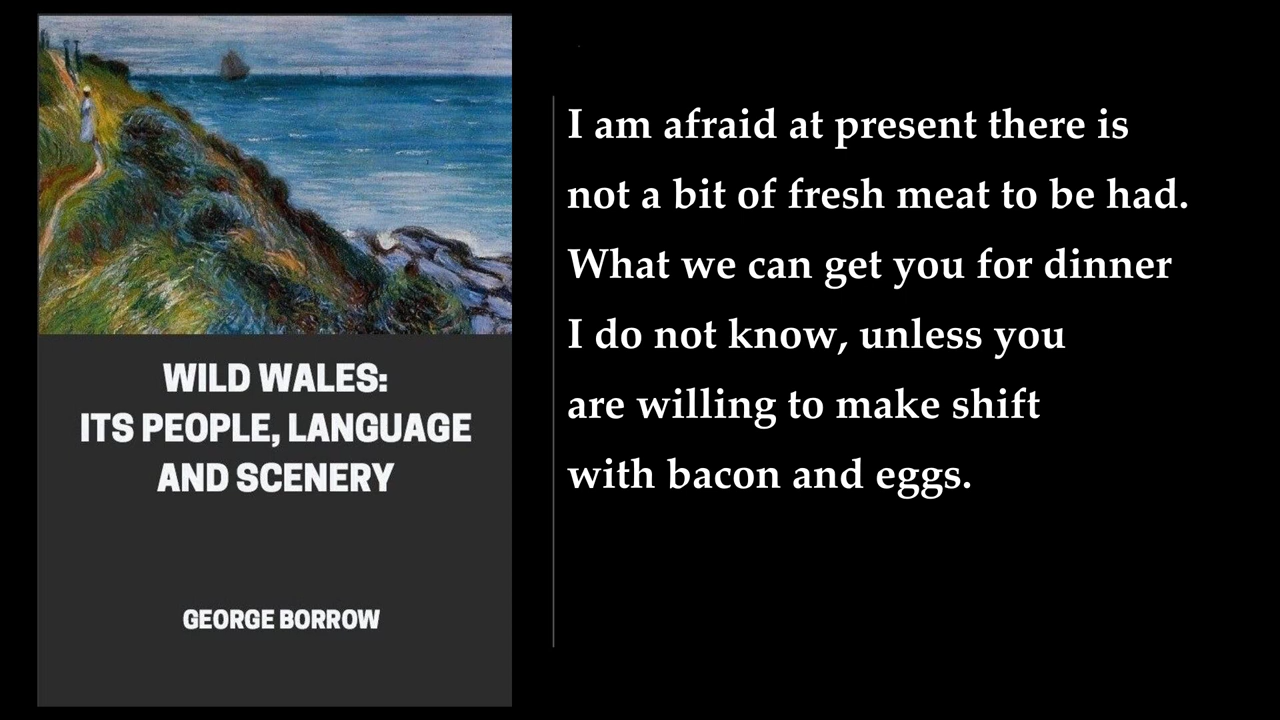 WILD WALES:
ITS PEOPLE, LANGUAGE
AND SCENERY
GEORGE BORROW
I am afraid at present there is
not a bit of fresh meat to be had.
What we can get you for dinner
I do not know, unless you
are willing to make shift
with bacon and eggs.